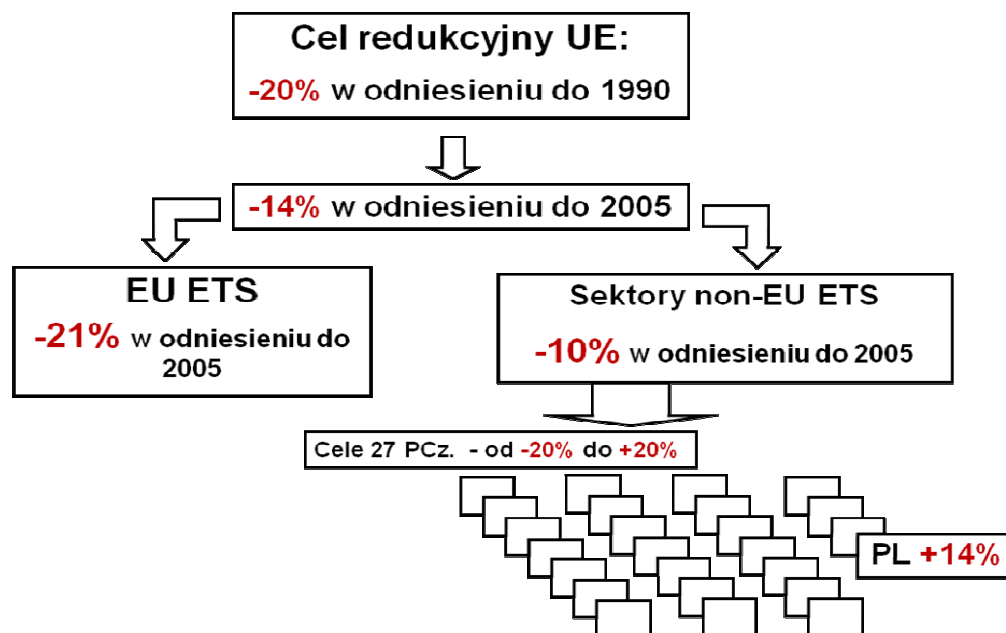 Cel redukcyjny UE:
-20% w odniesieniu do 1990
-14% w odniesieniu do 2005
EU ETS
-21% w odniesieniu do
2005
Sektory non-EU ETS
-10% w odniesieniu do 2005
Cele 27 PCz. - od -20% do +20%
PL +14%